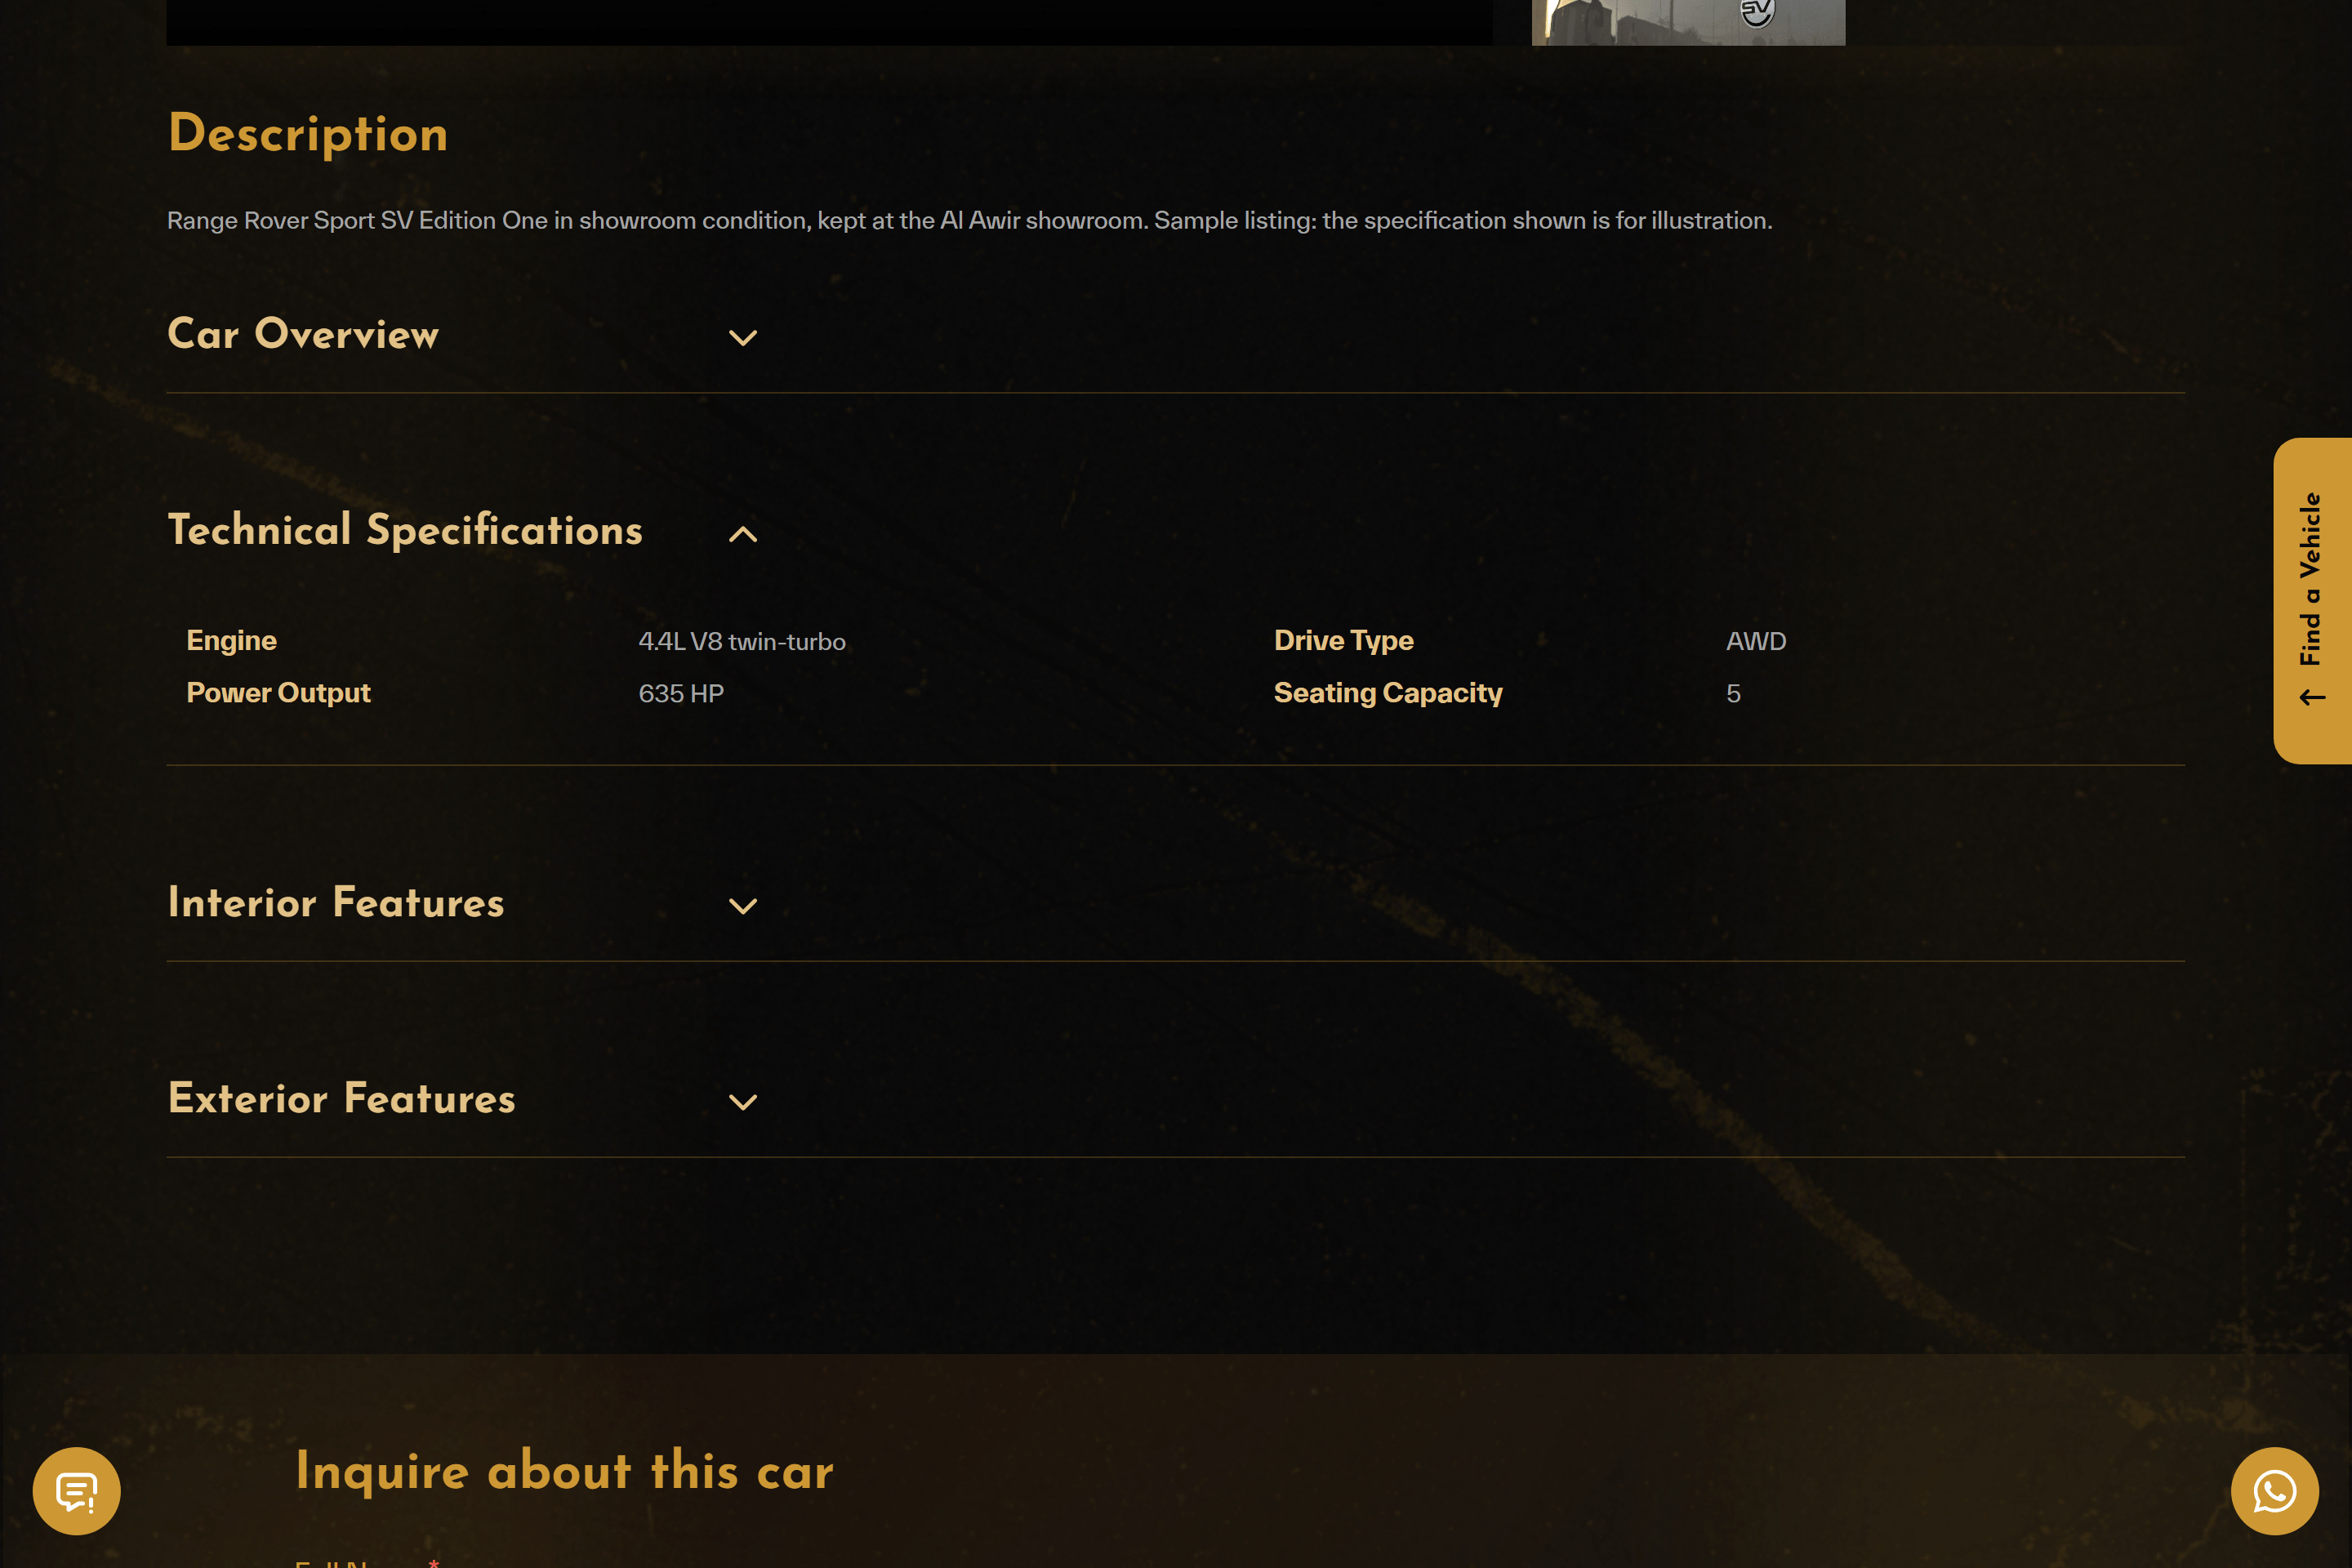 SV
Description
Range Rover Sport SV Edition One in showroom condition, kept at the Al Awir showroom. Sample listing: the specification shown is for illustration.
Car Overview
Technical Specifications
Engine 4.4L V8 twin-turbo Drive Type AWD
Power Output 635 HP Seating Capacity 5
Find a Vehicle
Interior Features
Exterior Features
Inquire about this car